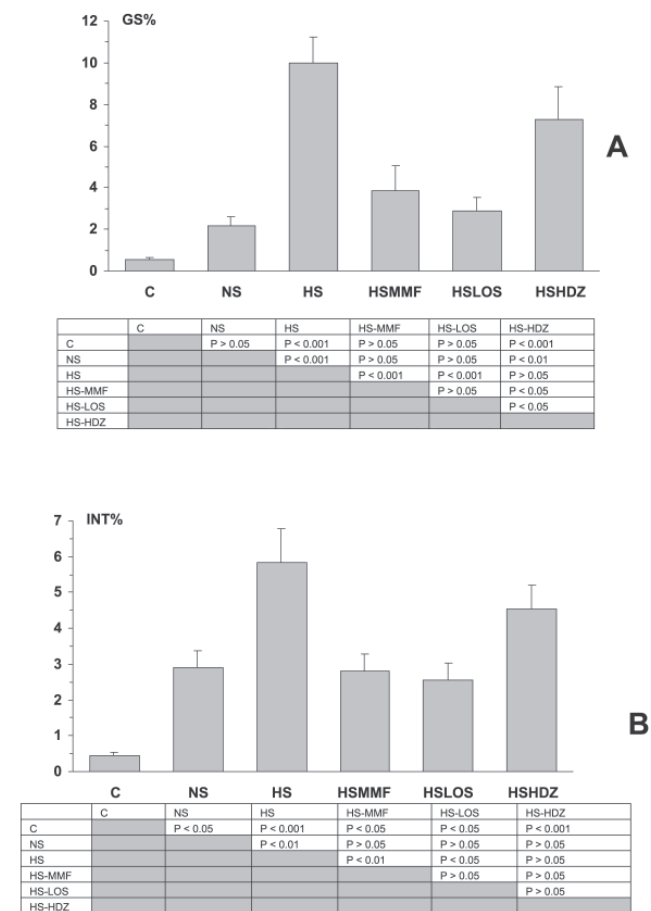 GS%
12
10
8
6
4
2
0
A
C NS HS HSMMF HSLOS HSHDZ
C NS HS HS-MMF HS-LOS HS-HDZ
C P > 0.05 P < 0.001 P > 0.05 P > 0.05 P < 0.001
NS P < 0.001 P > 0.05 P > 0.05 P < 0.01
HS P < 0.001 P < 0.001 P > 0.05
HS-MMF P > 0.05 P < 0.05
HS-LOS P < 0.05
HS-HDZ
INT%
7
6
5
4
3
2
1
0
B
C NS HS HSMMF HSLOS HSHDZ
C NS HS HS-MMF HS-LOS HS-HDZ
C P < 0.05 P < 0.001 P < 0.05 P < 0.05 P < 0.001
NS P < 0.01 P > 0.05 P > 0.05 P > 0.05
HS P < 0.01 P < 0.05 P > 0.05
HS-MMF P > 0.05 P > 0.05
HS-LOS P > 0.05
HS-HDZ